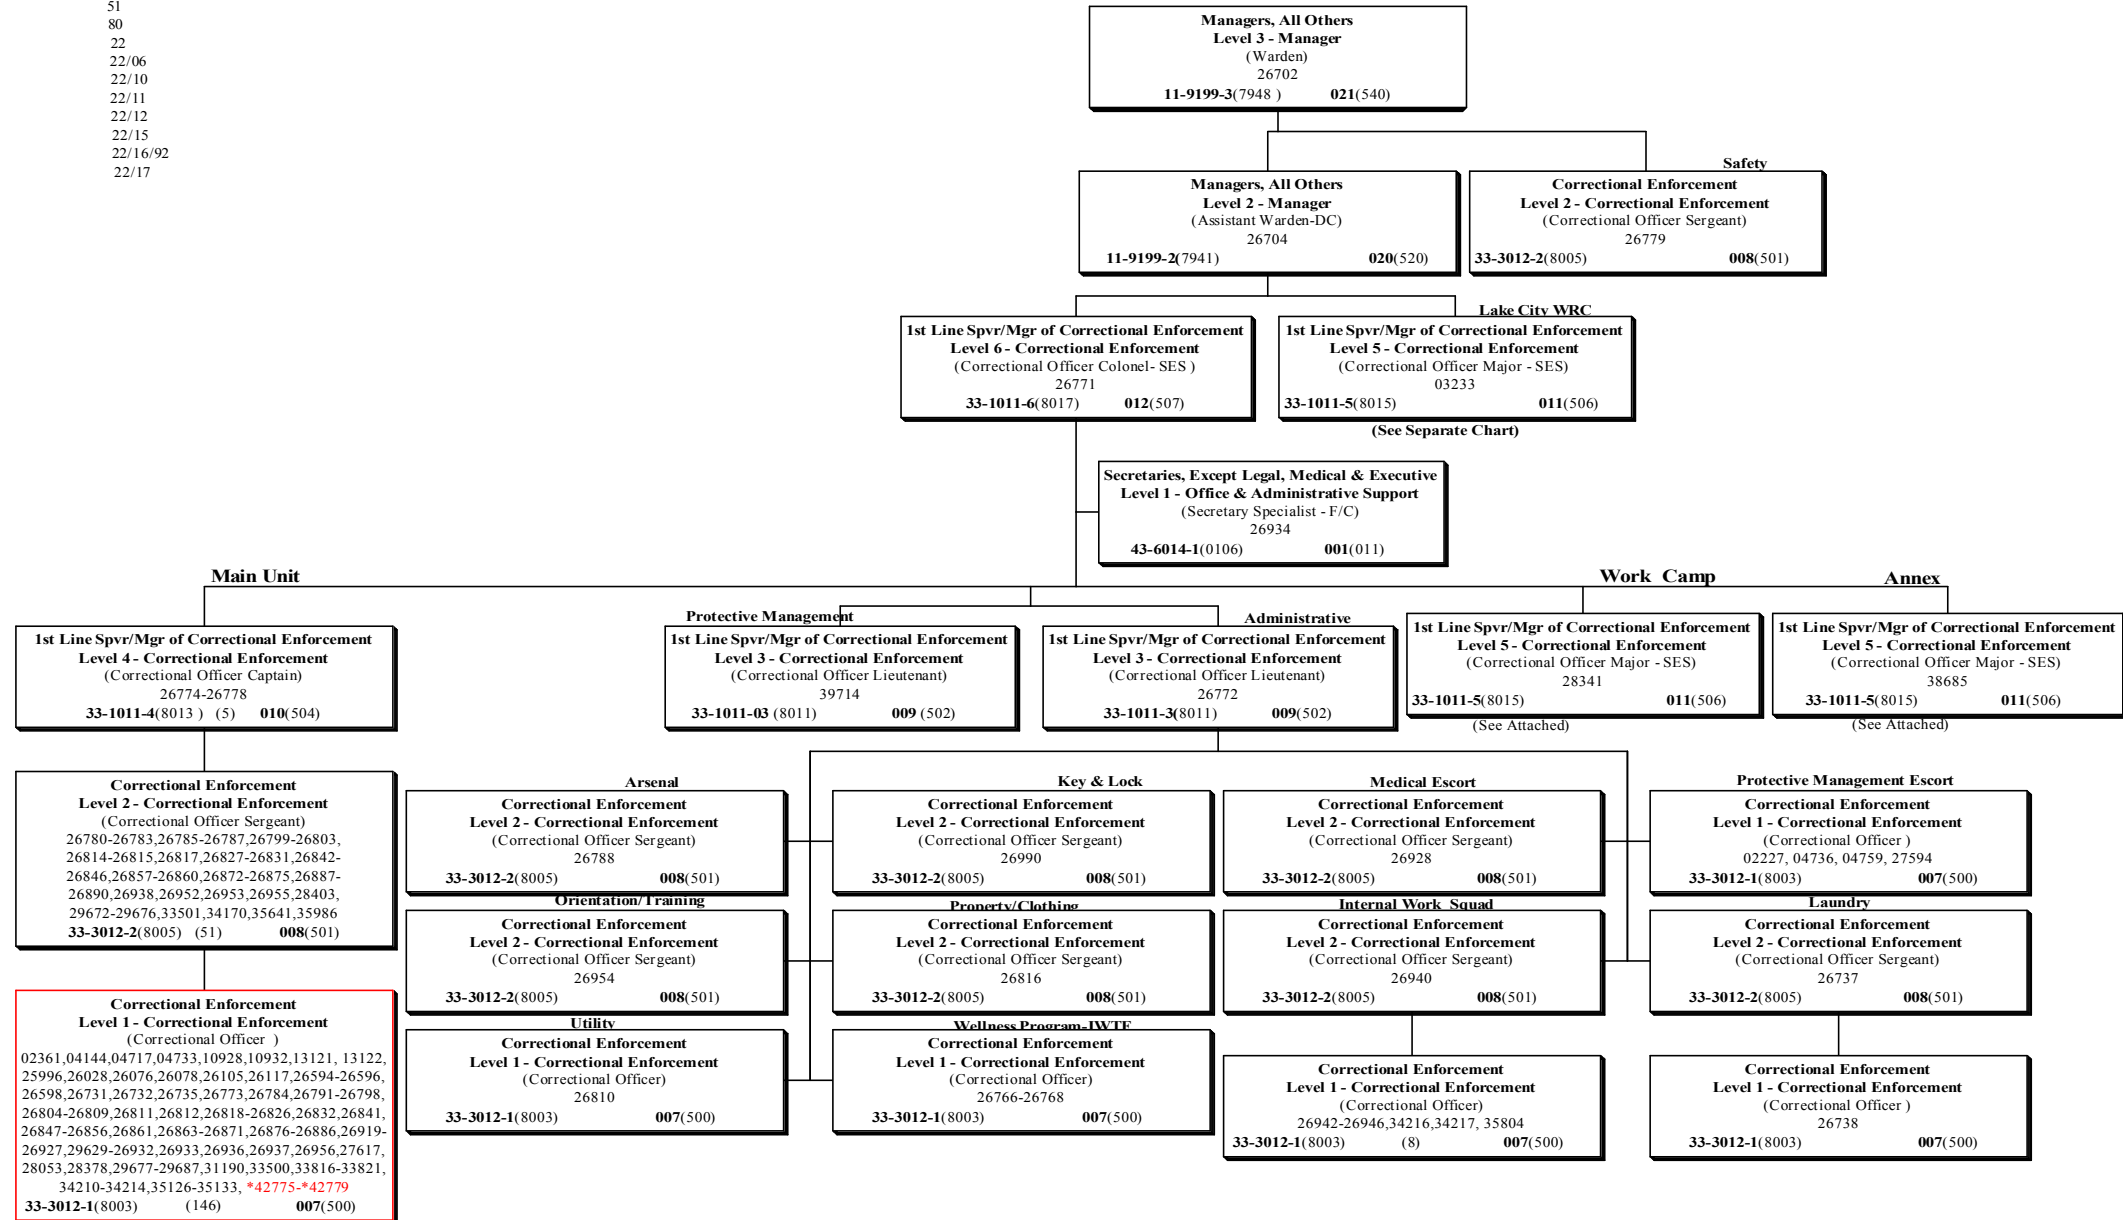 51
80
22
22/06
22/10
22/11
22/12
22/15
22/16/92
22/17
Managers, All Others
Level 3 - Manager
(Warden)
26702
11-9199-3(7948 ) 021(540)
Managers, All Others
Level 2 - Manager
(Assistant Warden-DC)
26704
11-9199-2(7941) 020(520)
Safety
Correctional Enforcement
Level 2 - Correctional Enforcement
(Correctional Officer Sergeant)
26779
33-3012-2(8005) 008(501)
1st Line Spvr/Mgr of Correctional Enforcement
Level 6 - Correctional Enforcement
(Correctional Officer Colonel- SES )
26771
33-1011-6(8017) 012(507)
Lake City WRC
1st Line Spvr/Mgr of Correctional Enforcement
Level 5 - Correctional Enforcement
(Correctional Officer Major - SES)
03233
33-1011-5(8015) 011(506)
(See Separate Chart)
Secretaries, Except Legal, Medical & Executive
Level 1 - Office & Administrative Support
(Secretary Specialist - F/C)
26934
43-6014-1(0106) 001(011)
Main Unit
1st Line Spvr/Mgr of Correctional Enforcement
Level 4 - Correctional Enforcement
(Correctional Officer Captain)
26774-26778
33-1011-4(8013 ) (5) 010(504)
Protective Management
1st Line Spvr/Mgr of Correctional Enforcement
Level 3 - Correctional Enforcement
(Correctional Officer Lieutenant)
39714
33-1011-03 (8011) 009 (502)
Administrative
1st Line Spvr/Mgr of Correctional Enforcement
Level 3 - Correctional Enforcement
(Correctional Officer Lieutenant)
26772
33-1011-3(8011) 009(502)
Work Camp
1st Line Spvr/Mgr of Correctional Enforcement
Level 5 - Correctional Enforcement
(Correctional Officer Major - SES)
28341
33-1011-5(8015) 011(506)
(See Attached)
Annex
1st Line Spvr/Mgr of Correctional Enforcement
Level 5 - Correctional Enforcement
(Correctional Officer Major - SES)
38685
33-1011-5(8015) 011(506)
(See Attached)
Correctional Enforcement
Level 2 - Correctional Enforcement
(Correctional Officer Sergeant)
26780-26783,26785-26787,26799-26803,
26814-26815,26817,26827-26831,26842-
26846,26857-26860,26872-26875,26887-
26890,26938,26952,26953,26955,28403,
29672-29676,33501,34170,35641,35986
33-3012-2(8005) (51) 008(501)
Correctional Enforcement
Level 1 - Correctional Enforcement
(Correctional Officer )
02361,04144,04717,04733,10928,10932,13121, 13122,
25996,26028,26076,26078,26105,26117,26594-26596,
26598,26731,26732,26735,26773,26784,26791-26798,
26804-26809,26811,26812,26818-26826,26832,26841,
26847-26856,26861,26863-26871,26876-26886,26919-
26927,29629-26932,26933,26936,26937,26956,27617,
28053,28378,29677-29687,31190,33500,33816-33821,
34210-34214,35126-35133, *42775-*42779
33-3012-1(8003) (146) 007(500)
Arsenal
Correctional Enforcement
Level 2 - Correctional Enforcement
(Correctional Officer Sergeant)
26788
33-3012-2(8005) 008(501)
Key & Lock
Correctional Enforcement
Level 2 - Correctional Enforcement
(Correctional Officer Sergeant)
26990
33-3012-2(8005) 008(501)
Medical Escort
Correctional Enforcement
Level 2 - Correctional Enforcement
(Correctional Officer Sergeant)
26928
33-3012-2(8005) 008(501)
Protective Management Escort
Correctional Enforcement
Level 1 - Correctional Enforcement
(Correctional Officer )
02227, 04736, 04759, 27594
33-3012-1(8003) 007(500)
Orientation/Training
Correctional Enforcement
Level 2 - Correctional Enforcement
(Correctional Officer Sergeant)
26954
33-3012-2(8005) 008(501)
Property/Clothing
Correctional Enforcement
Level 2 - Correctional Enforcement
(Correctional Officer Sergeant)
26816
33-3012-2(8005) 008(501)
Internal Work Squad
Correctional Enforcement
Level 2 - Correctional Enforcement
(Correctional Officer Sergeant)
26940
33-3012-2(8005) 008(501)
Laundry
Correctional Enforcement
Level 2 - Correctional Enforcement
(Correctional Officer Sergeant)
26737
33-3012-2(8005) 008(501)
Utility
Correctional Enforcement
Level 1 - Correctional Enforcement
(Correctional Officer)
26810
33-3012-1(8003) 007(500)
Wellness Program-IWTF
Correctional Enforcement
Level 1 - Correctional Enforcement
(Correctional Officer)
26766-26768
33-3012-1(8003) 007(500)
Correctional Enforcement
Level 1 - Correctional Enforcement
(Correctional Officer)
26942-26946,34216,34217, 35804
33-3012-1(8003) (8) 007(500)
Correctional Enforcement
Level 1 - Correctional Enforcement
(Correctional Officer )
26738
33-3012-1(8003) 007(500)